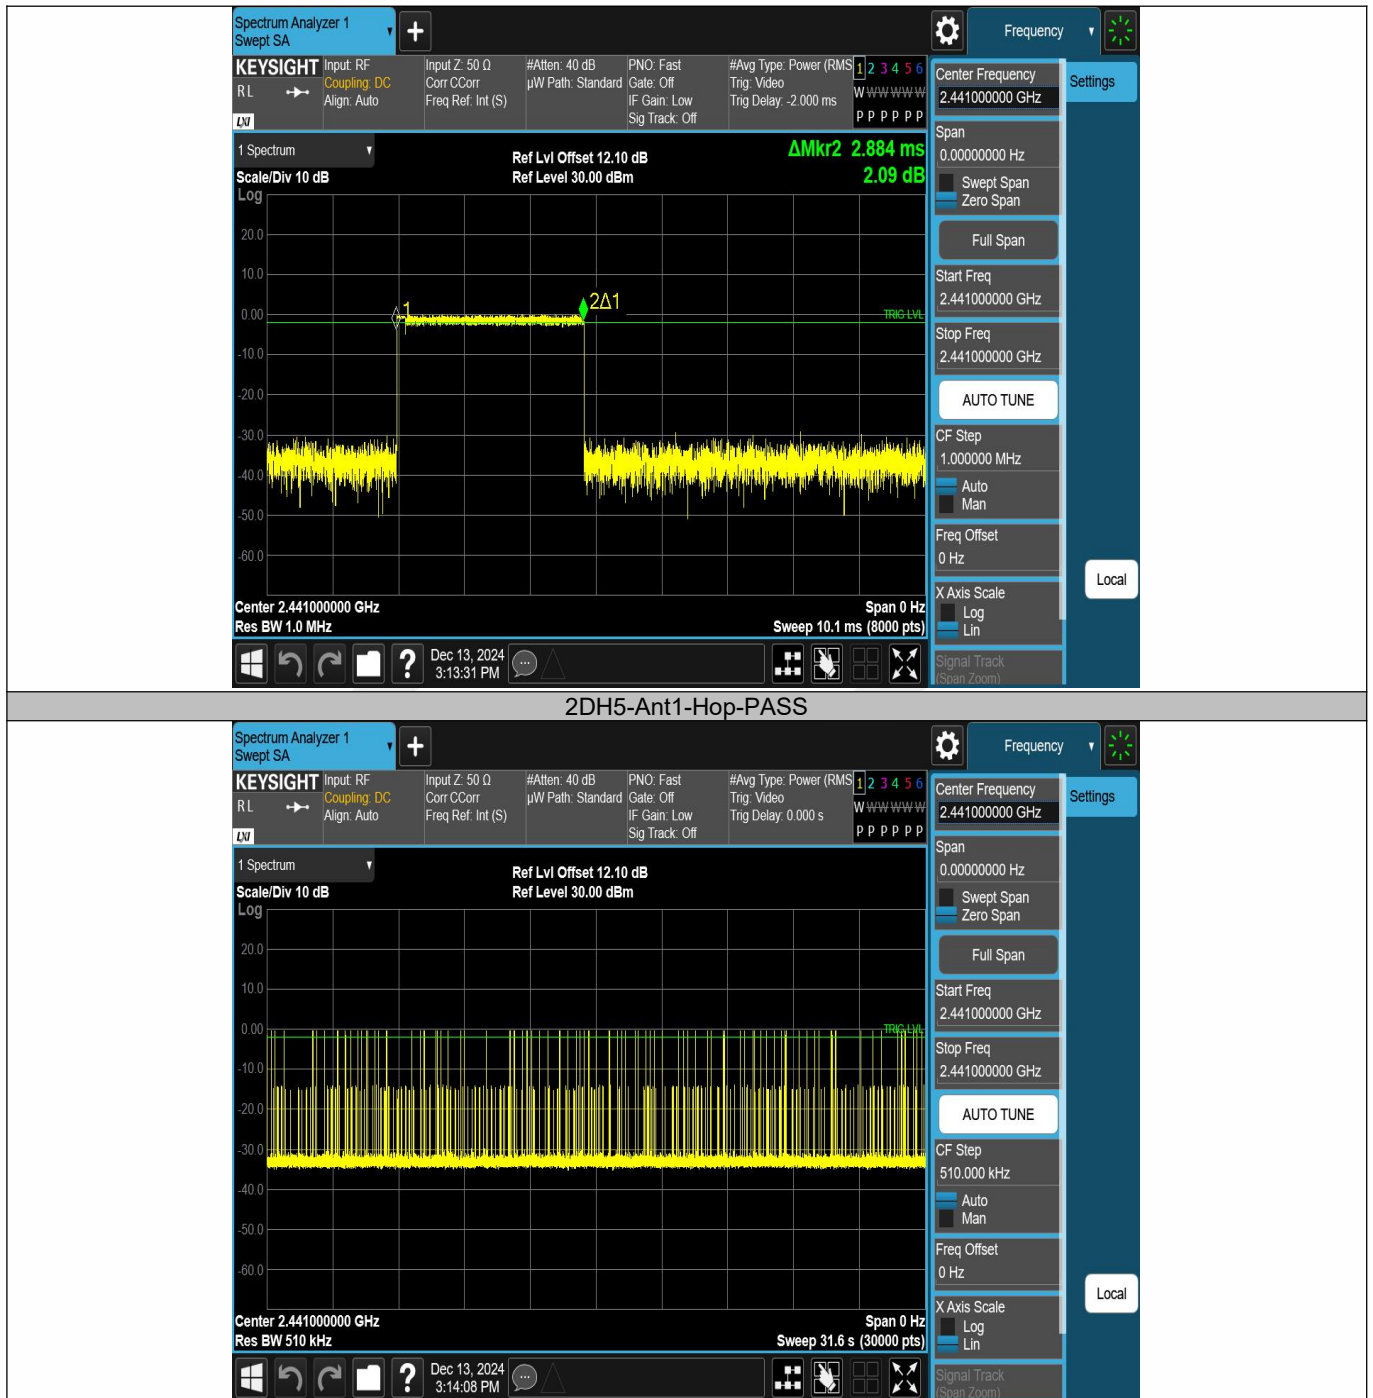 Spectrum Analyzer 1
Swept SA
+
Frequency
KEYSIGHT
RL
LXI
Input: RF
Coupling: DC
Align: Auto
Input Z: 50 Ω
Corr CCorr
Freq Ref: Int (S)
#Atten: 40 dB
µW Path: Standard
PNO: Fast
Gate: Off
IF Gain: Low
Sig Track: Off
#Avg Type: Power (RMS
Trig: Video
Trig Delay: -2.000 ms
1 2 3 4 5 6
W W W W W W
P P P P P P
Center Frequency
2.441000000 GHz
Settings
1 Spectrum
Scale/Div 10 dB
Log
Ref Lvl Offset 12.10 dB
Ref Level 30.00 dBm
ΔMkr2 2.884 ms
2.09 dB
Span
0.00000000 Hz
Swept Span
Zero Span
Full Span
Start Freq
2.441000000 GHz
Stop Freq
2.441000000 GHz
AUTO TUNE
CF Step
1.000000 MHz
Auto
Man
Freq Offset
0 Hz
X Axis Scale
Log
Lin
Signal Track
(Span Zoom)
Local
20.0
10.0
0.00
-10.0
-20.0
-30.0
-40.0
-50.0
-60.0
1
2Δ1
TRIG LVL
Center 2.441000000 GHz
Res BW 1.0 MHz
Span 0 Hz
Sweep 10.1 ms (8000 pts)
?
Dec 13, 2024
3:13:31 PM
2DH5-Ant1-Hop-PASS
Spectrum Analyzer 1
Swept SA
+
Frequency
KEYSIGHT
RL
LXI
Input: RF
Coupling: DC
Align: Auto
Input Z: 50 Ω
Corr CCorr
Freq Ref: Int (S)
#Atten: 40 dB
µW Path: Standard
PNO: Fast
Gate: Off
IF Gain: Low
Sig Track: Off
#Avg Type: Power (RMS
Trig: Video
Trig Delay: 0.000 s
1 2 3 4 5 6
W W W W W W
P P P P P P
Center Frequency
2.441000000 GHz
Settings
1 Spectrum
Scale/Div 10 dB
Log
Ref Lvl Offset 12.10 dB
Ref Level 30.00 dBm
Span
0.00000000 Hz
Swept Span
Zero Span
Full Span
Start Freq
2.441000000 GHz
Stop Freq
2.441000000 GHz
AUTO TUNE
CF Step
510.000 kHz
Auto
Man
Freq Offset
0 Hz
X Axis Scale
Log
Lin
Signal Track
(Span Zoom)
Local
20.0
10.0
0.00
-10.0
-20.0
-30.0
-40.0
-50.0
-60.0
TRIG LVL
Center 2.441000000 GHz
Res BW 510 kHz
Span 0 Hz
Sweep 31.6 s (30000 pts)
?
Dec 13, 2024
3:14:08 PM